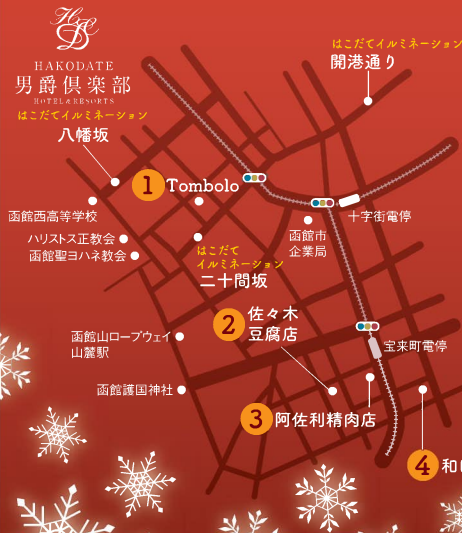 HAKODATE
男爵倶楽部
HOTEL & RESORTS
はこだてイルミネーション
八幡坂
はこだてイルミネーション
開港通り
1 Tombolo
函館西高等学校
十字街電停
函館市
企業局
ハリストス正教会
函館聖ヨハネ教会
はこだて
イルミネーション
二十間坂
2 佐々木
豆腐店
函館山ロープウェイ
山麓駅
宝来町電停
函館護国神社
3 阿佐利精肉店
4 和